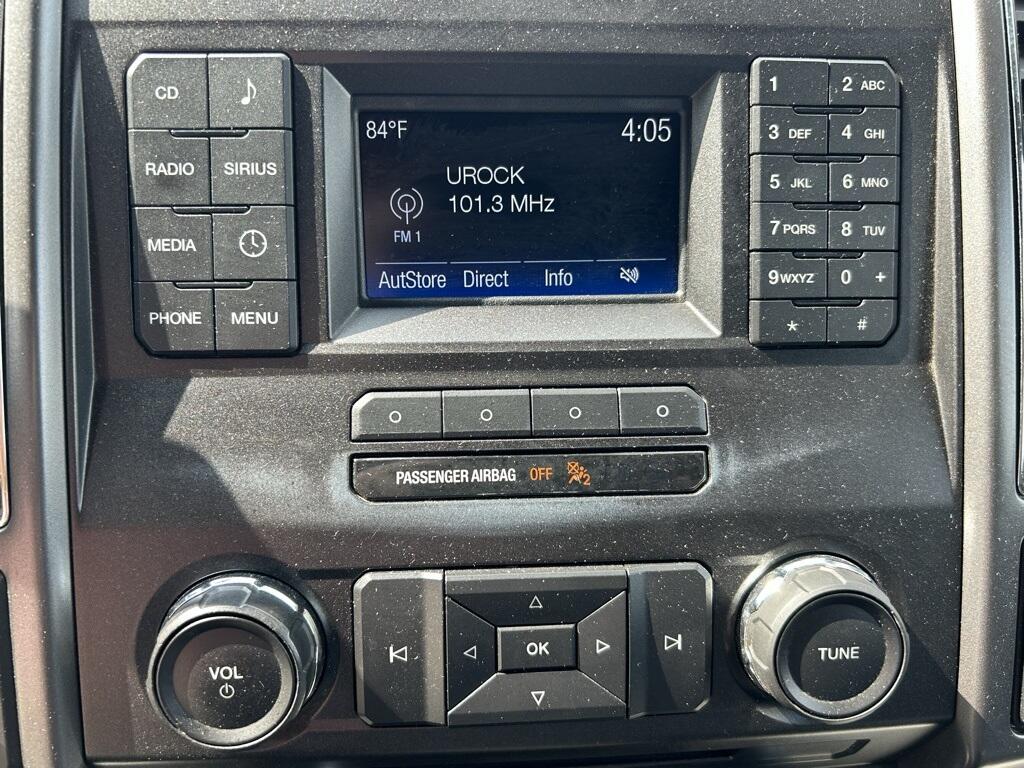 CD
RADIO SIRIUS
MEDIA
PHONE MENU
84°F 4:05
UROCK
101.3 MHz
FM 1
AutStore Direct Info
1 2 ABC
3 DEF 4 GHI
5 JKL 6 MNO
7 PQRS 8 TUV
9 WXYZ 0 +
* #
PASSENGER AIRBAG OFF 2
VOL
OK
TUNE